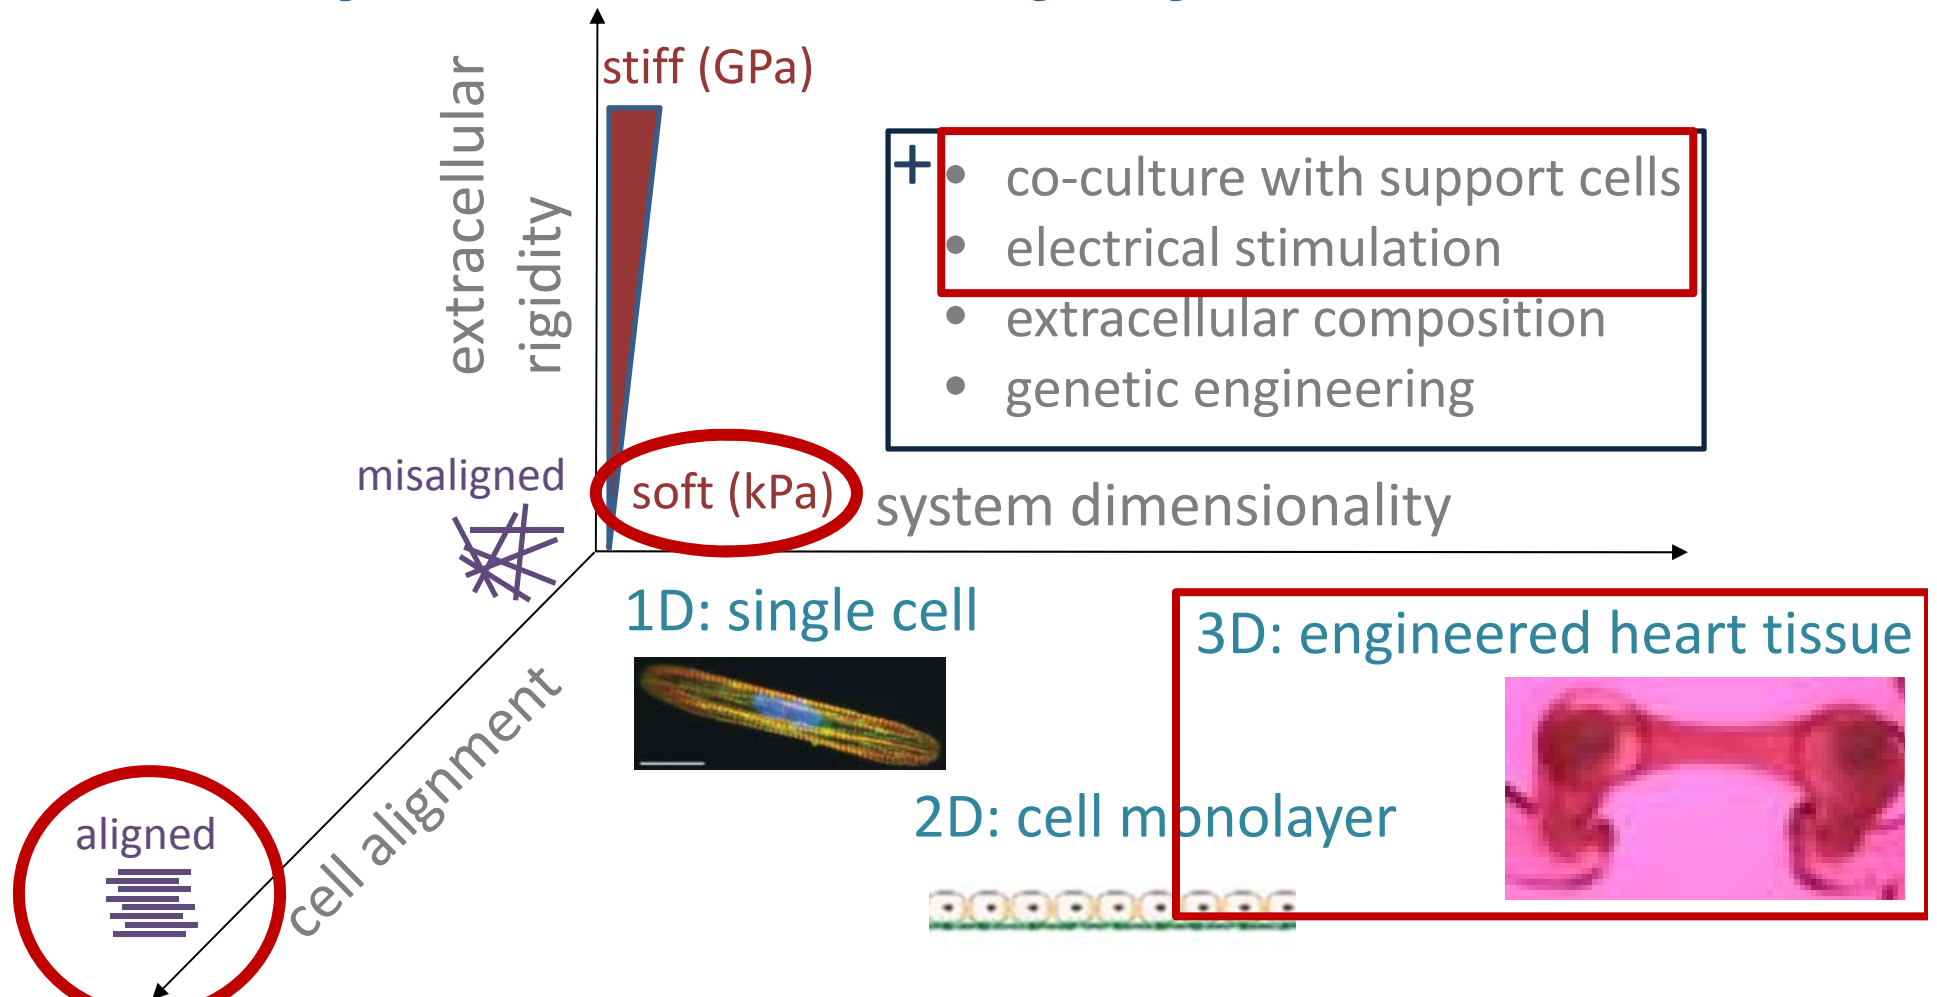 stiff (GPa)
extracellular
rigidity
+
• co-culture with support cells
• electrical stimulation
• extracellular composition
• genetic engineering
misaligned
soft (kPa)
system dimensionality
1D: single cell
3D: engineered heart tissue
cell alignment
2D: cell monolayer
aligned